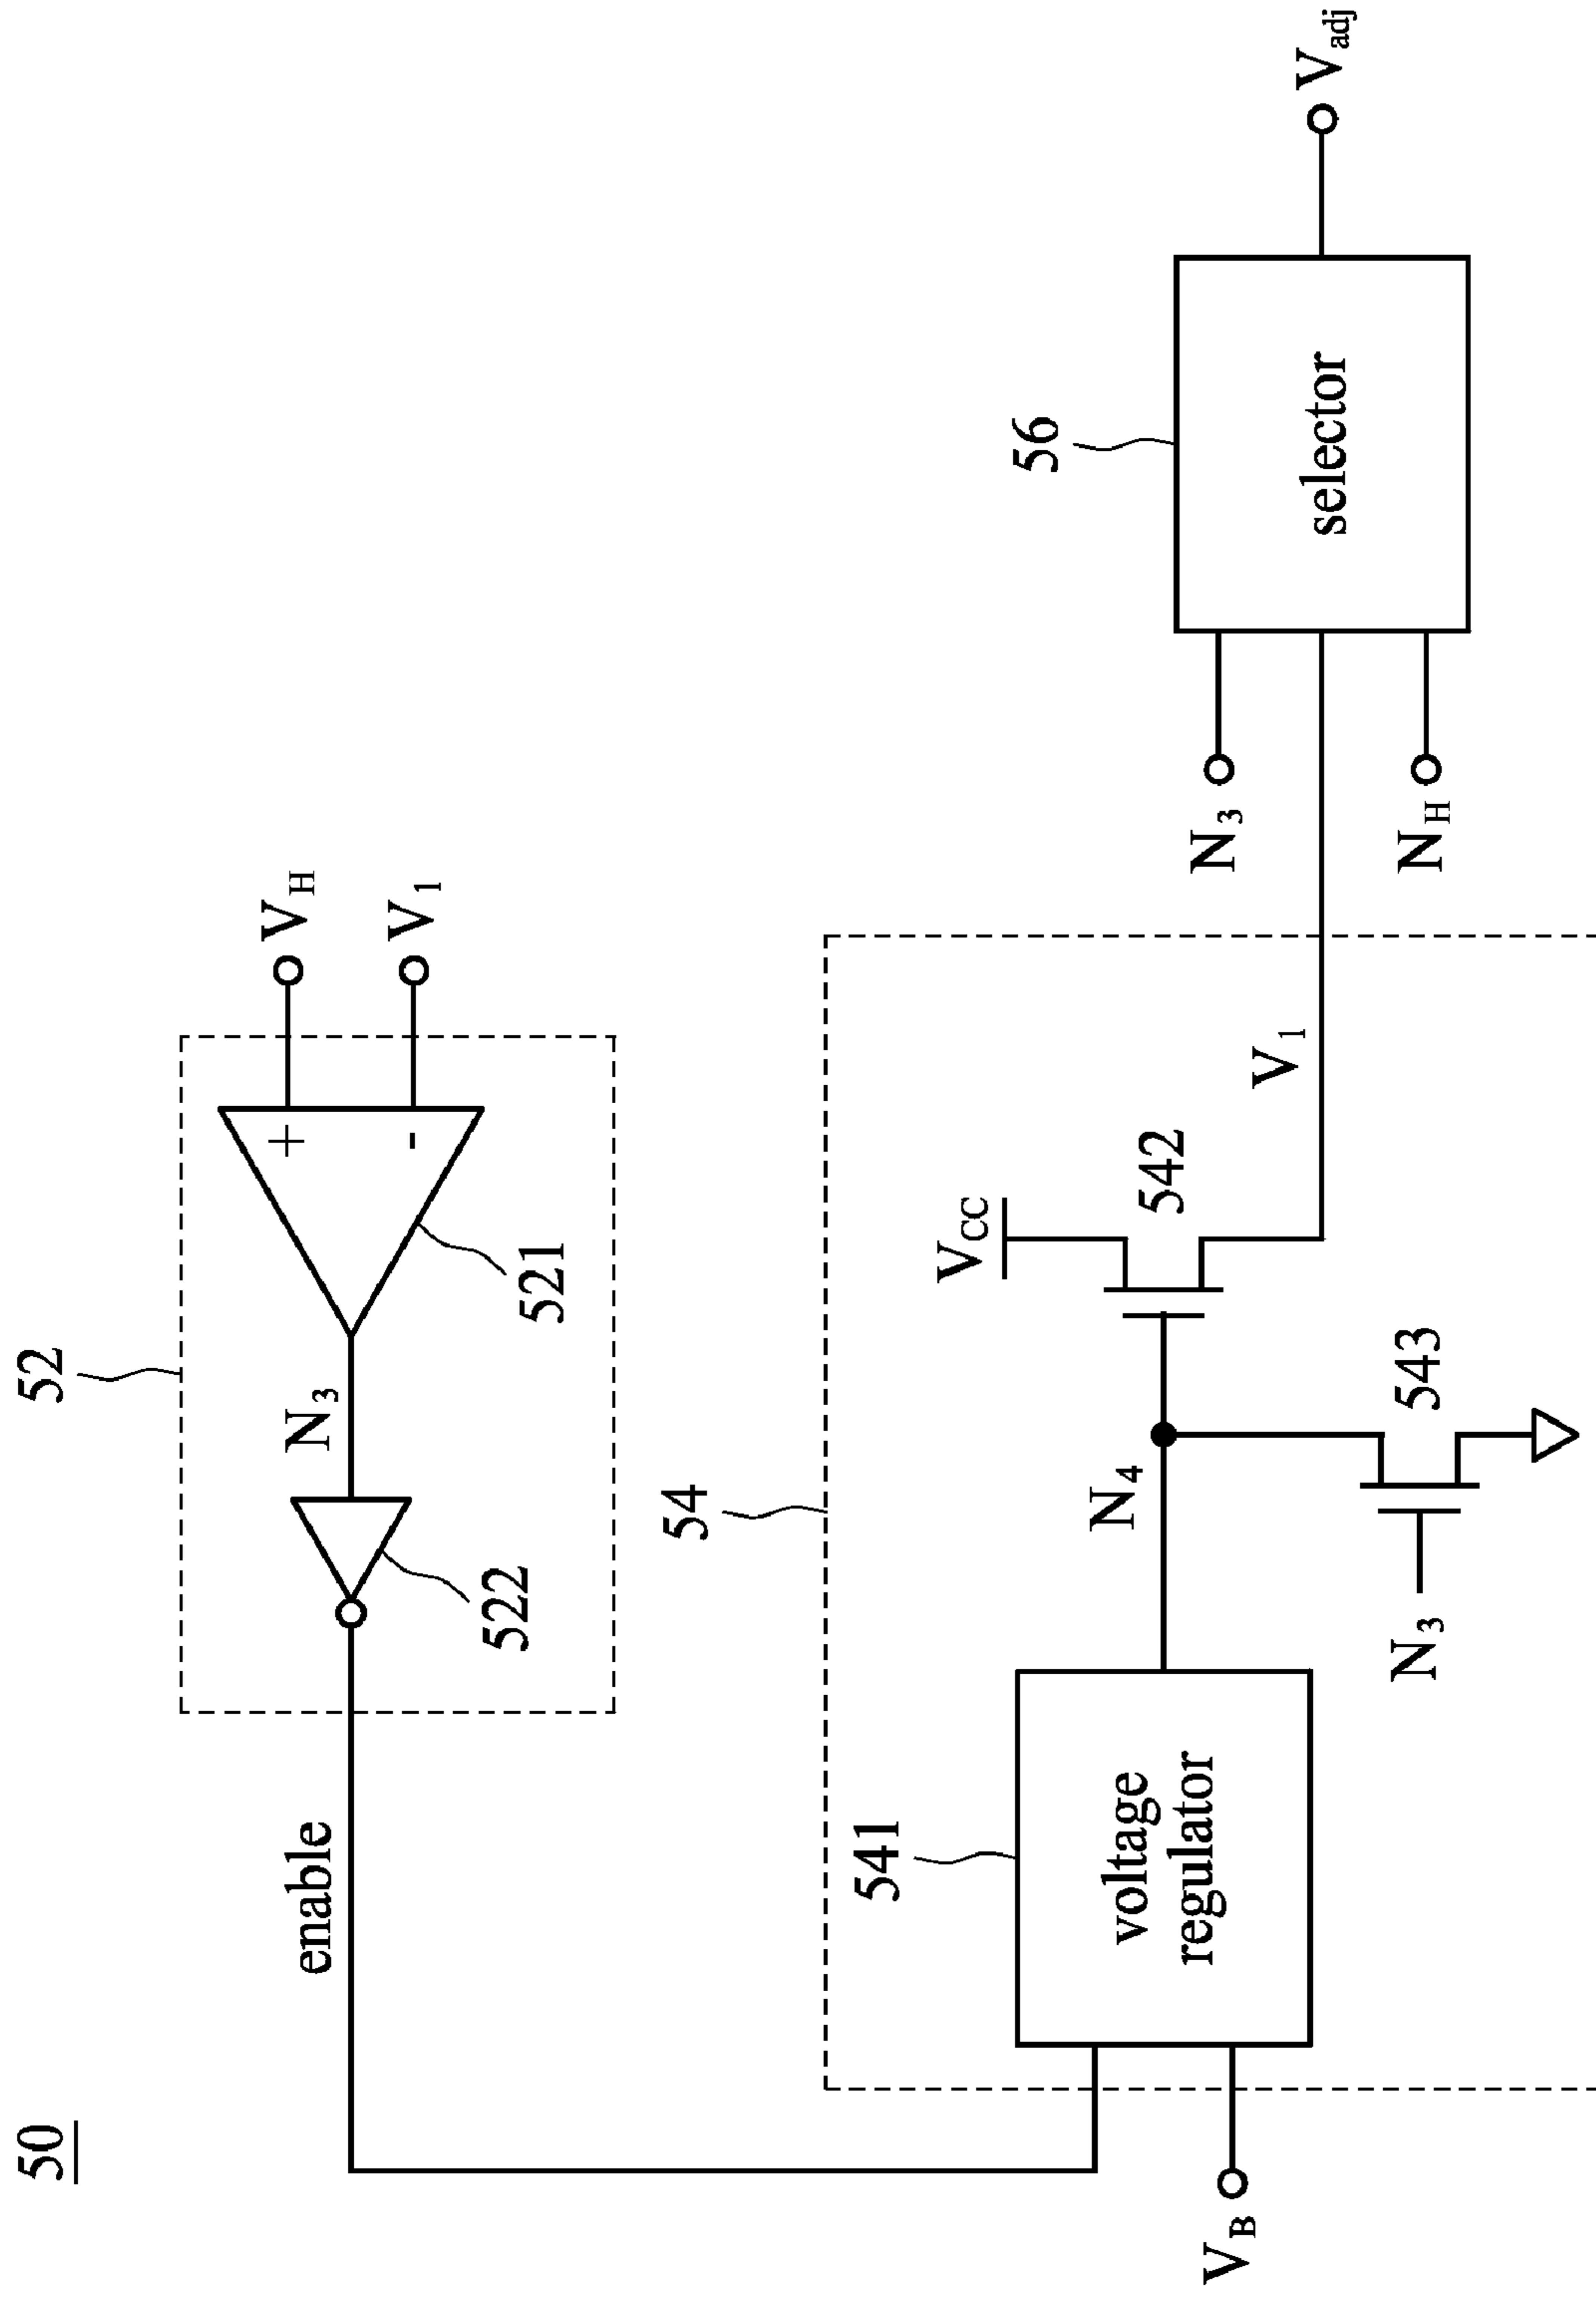 50
52
V_H
V_1
+
-
N_3
enable
521
522
54
V_CC
542
V_1
541
voltage
regulator
N_4
543
N_3
V_B
56
N_3
selector
V_adj
N_H